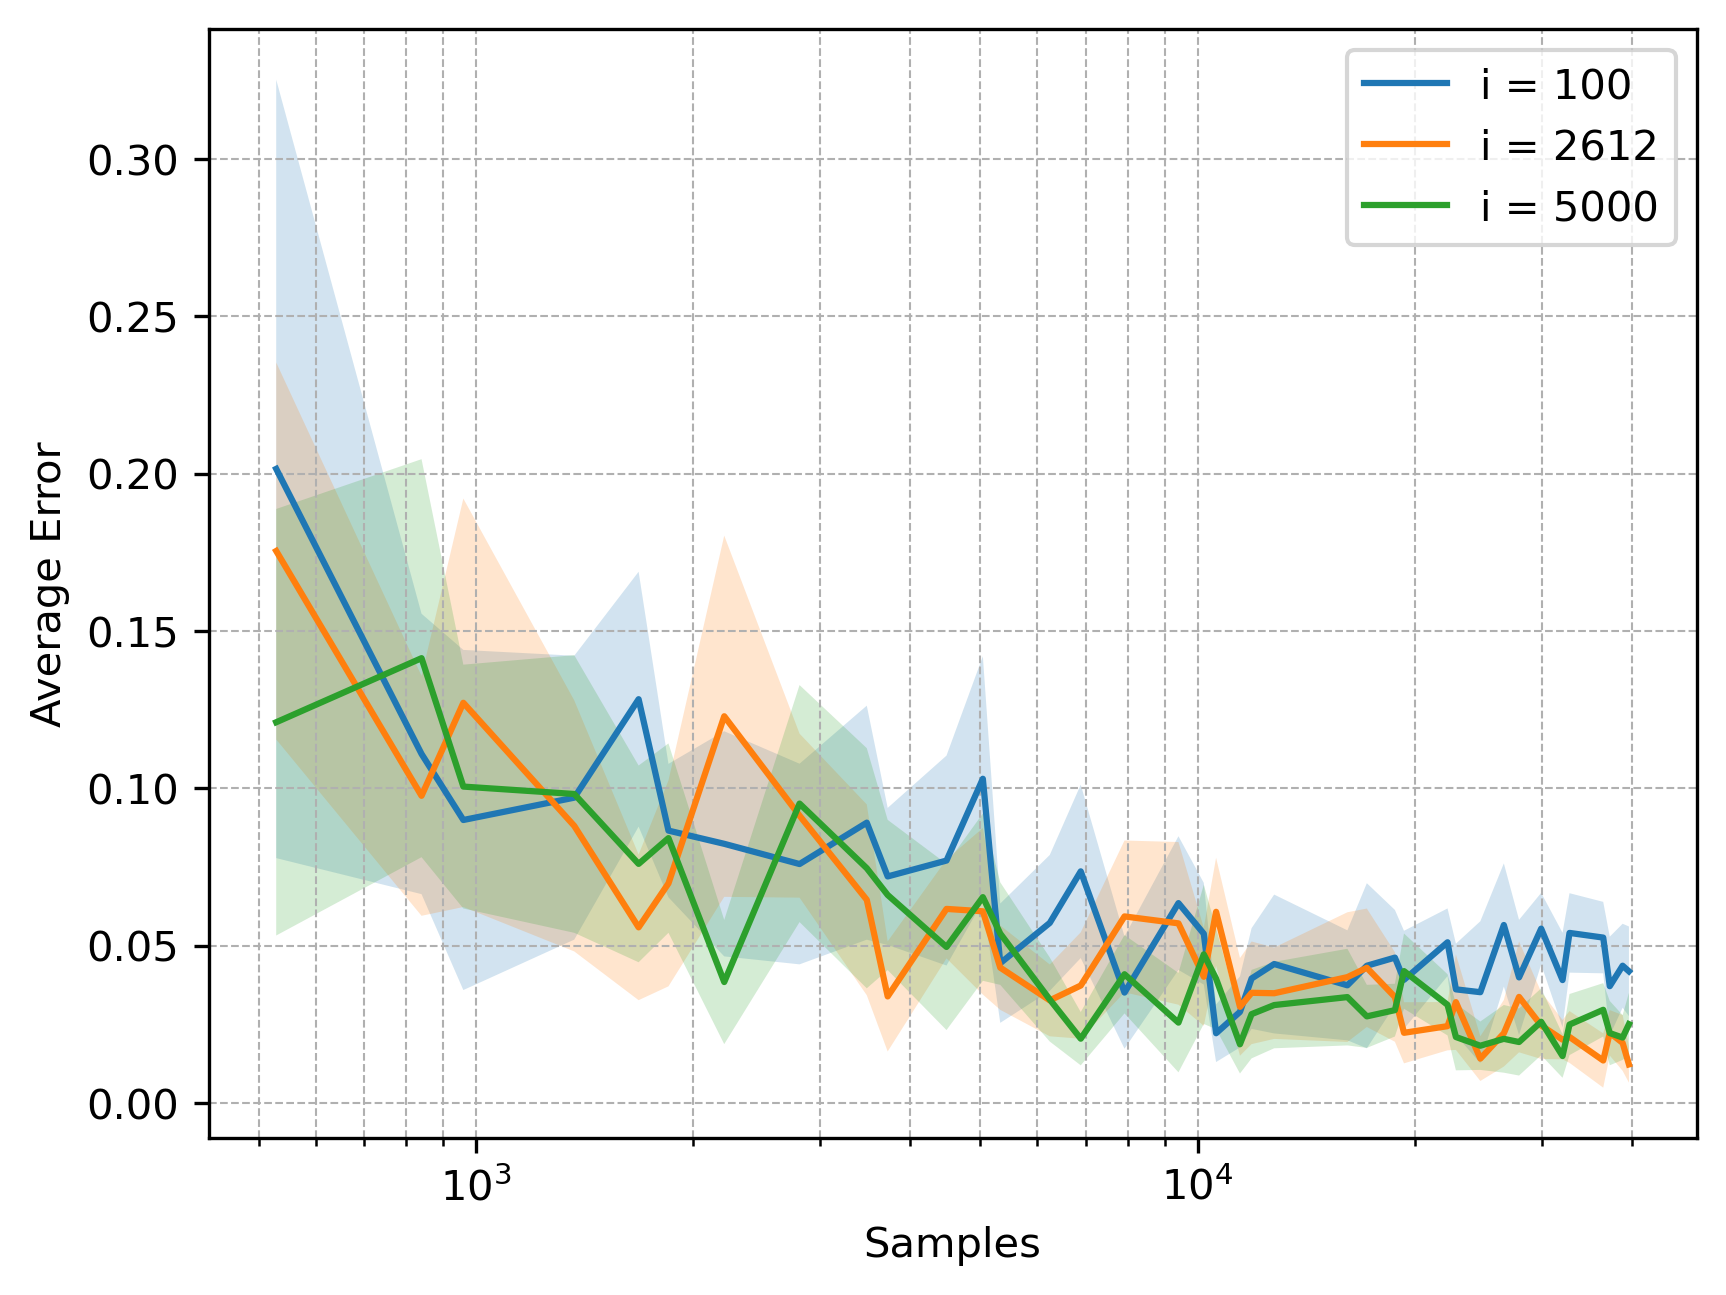 i = 100
i = 2612
i = 5000
0.30
0.25
0.20
0.15
0.10
0.05
0.00
Average Error
10³
10⁴
Samples